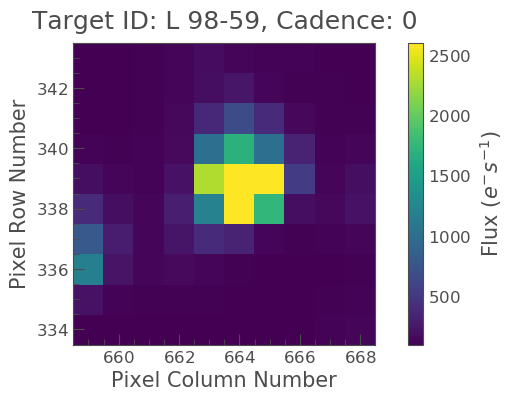 Target ID: L 98-59, Cadence: 0
Pixel Row Number
342
340
338
336
334
660 662 664 666 668
Pixel Column Number
2500
2000
1500
1000
500
Flux (e⁻ s⁻¹)